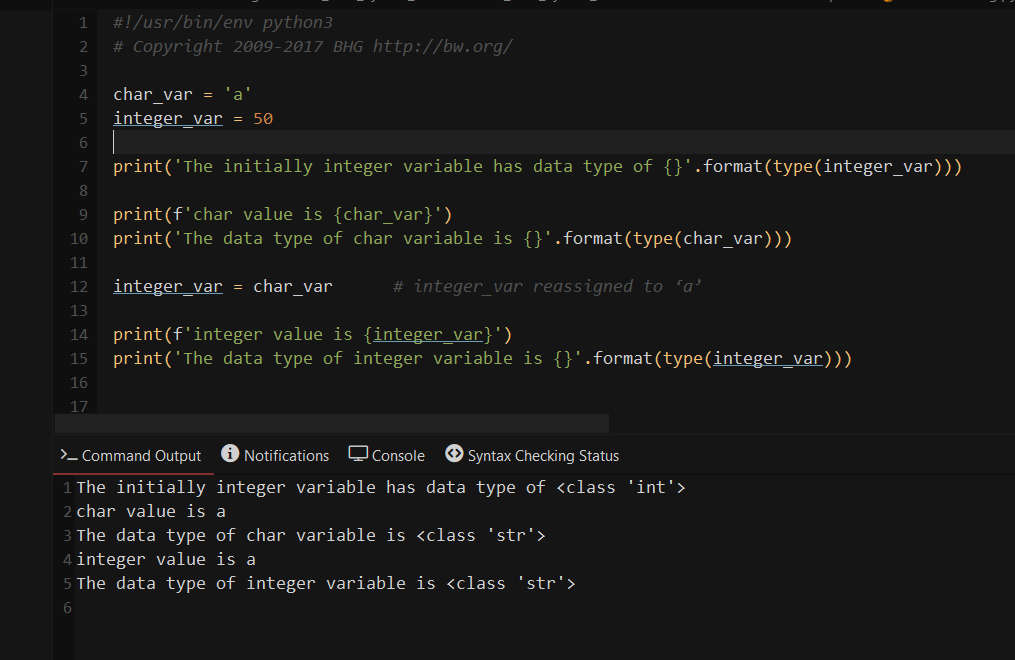 1 #!/usr/bin/env python3
2 # Copyright 2009-2017 BHG http://bw.org/
3
4 char_var = 'a'
5 integer_var = 50
6
7 print('The initially integer variable has data type of {}'.format(type(integer_var)))
8
9 print(f'char value is {char_var}')
10 print('The data type of char variable is {}'.format(type(char_var)))
11
12 integer_var = char_var      # integer_var reassigned to ‘a’
13
14 print(f'integer value is {integer_var}')
15 print('The data type of integer variable is {}'.format(type(integer_var)))
16
17
>_ Command Output Notifications Console Syntax Checking Status
1 The initially integer variable has data type of <class 'int'>
2 char value is a
3 The data type of char variable is <class 'str'>
4 integer value is a
5 The data type of integer variable is <class 'str'>
6